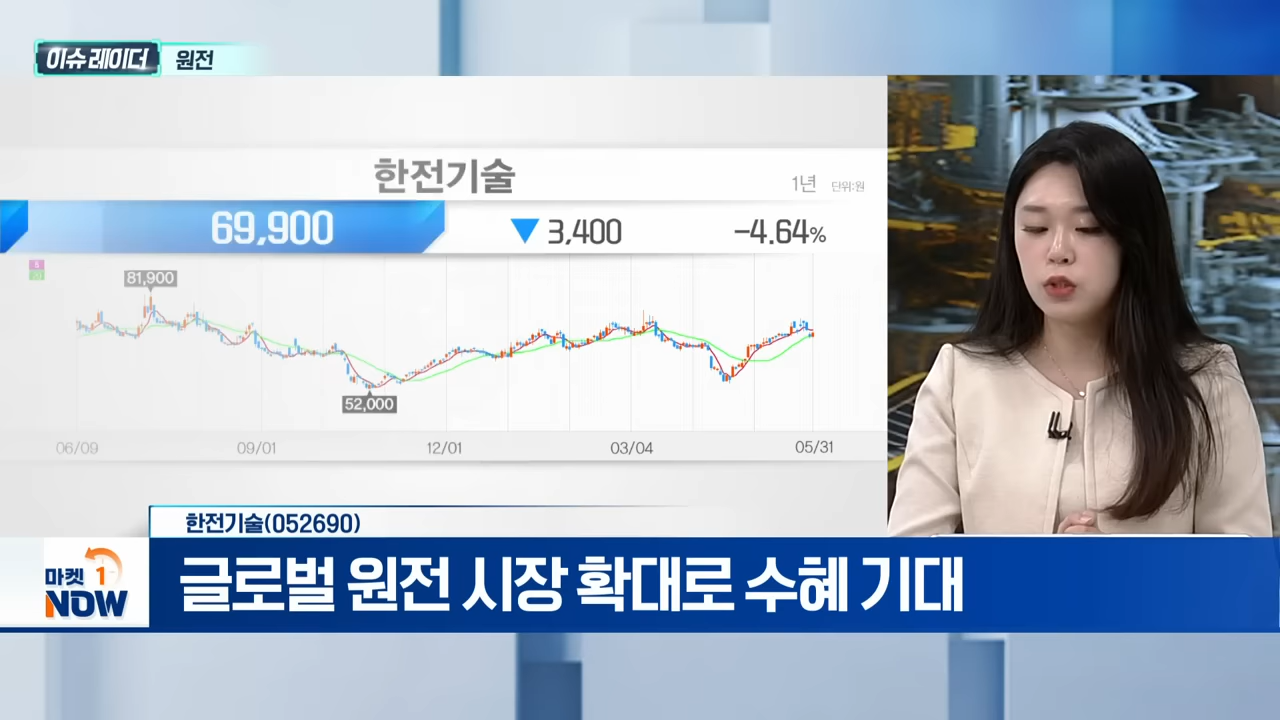 이슈 레이더 원전
한전기술
1년 단위:원
69,900 ▼ 3,400 -4.64%
5
20
81,900
52,000
06/09 09/01 12/01 03/04 05/31
한전기술(052690)
마켓 1
NOW
글로벌 원전 시장 확대로 수혜 기대